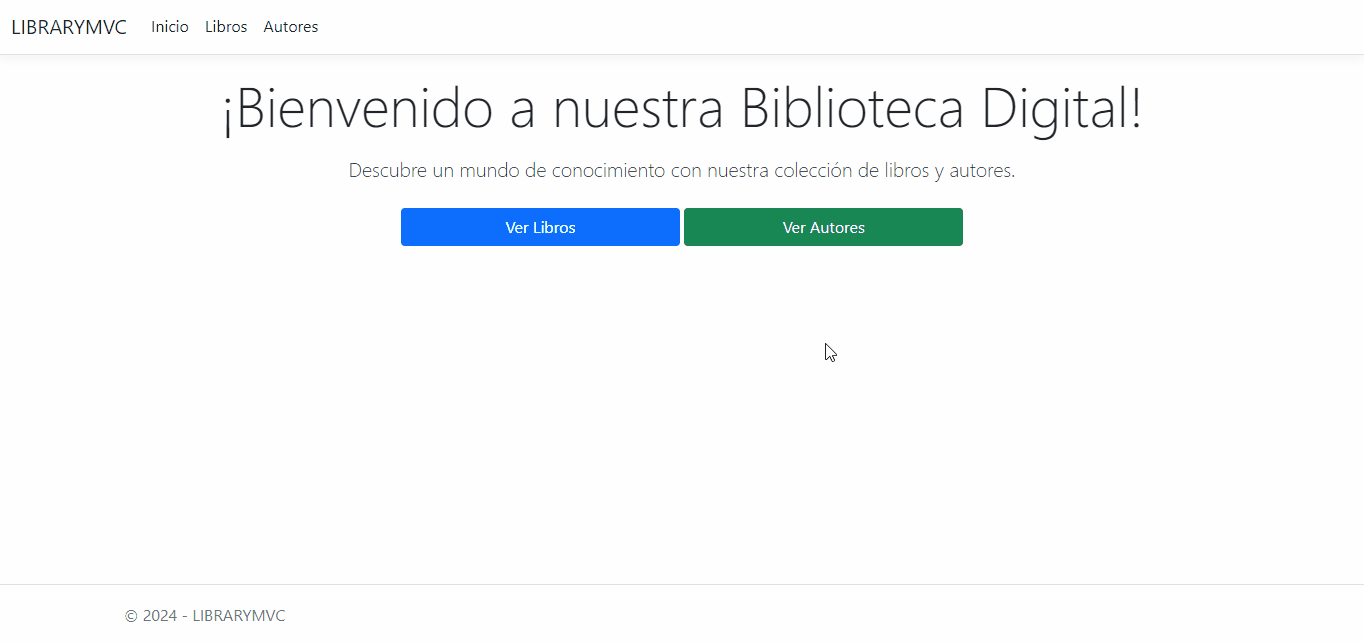 LIBRARYMVC Inicio Libros Autores
¡Bienvenido a nuestra Biblioteca Digital!
Descubre un mundo de conocimiento con nuestra colección de libros y autores.
Ver Libros Ver Autores
© 2024 - LIBRARYMVC